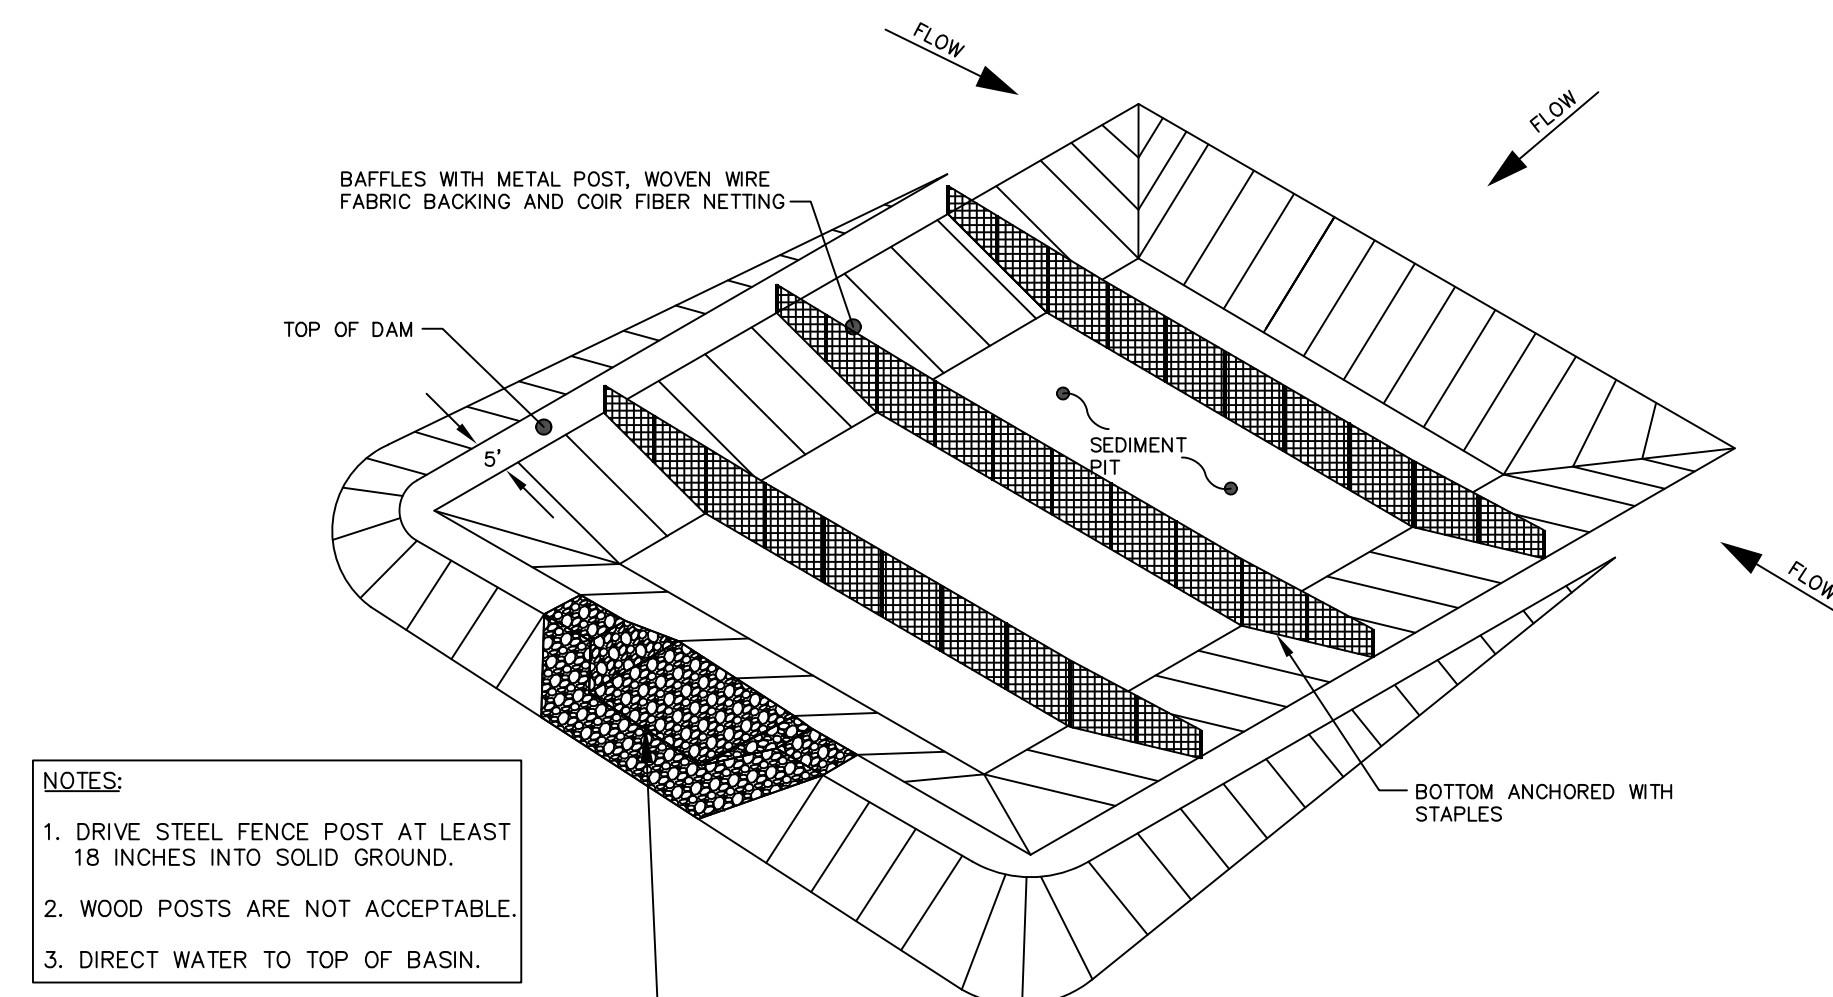 FLOW
FLOW
BAFFLES WITH METAL POST, WOVEN WIRE
FABRIC BACKING AND COIR FIBER NETTING
TOP OF DAM
5'
SEDIMENT
PIT
FLOW
BOTTOM ANCHORED WITH
STAPLES
NOTES:
1. DRIVE STEEL FENCE POST AT LEAST
18 INCHES INTO SOLID GROUND.
2. WOOD POSTS ARE NOT ACCEPTABLE.
3. DIRECT WATER TO TOP OF BASIN.